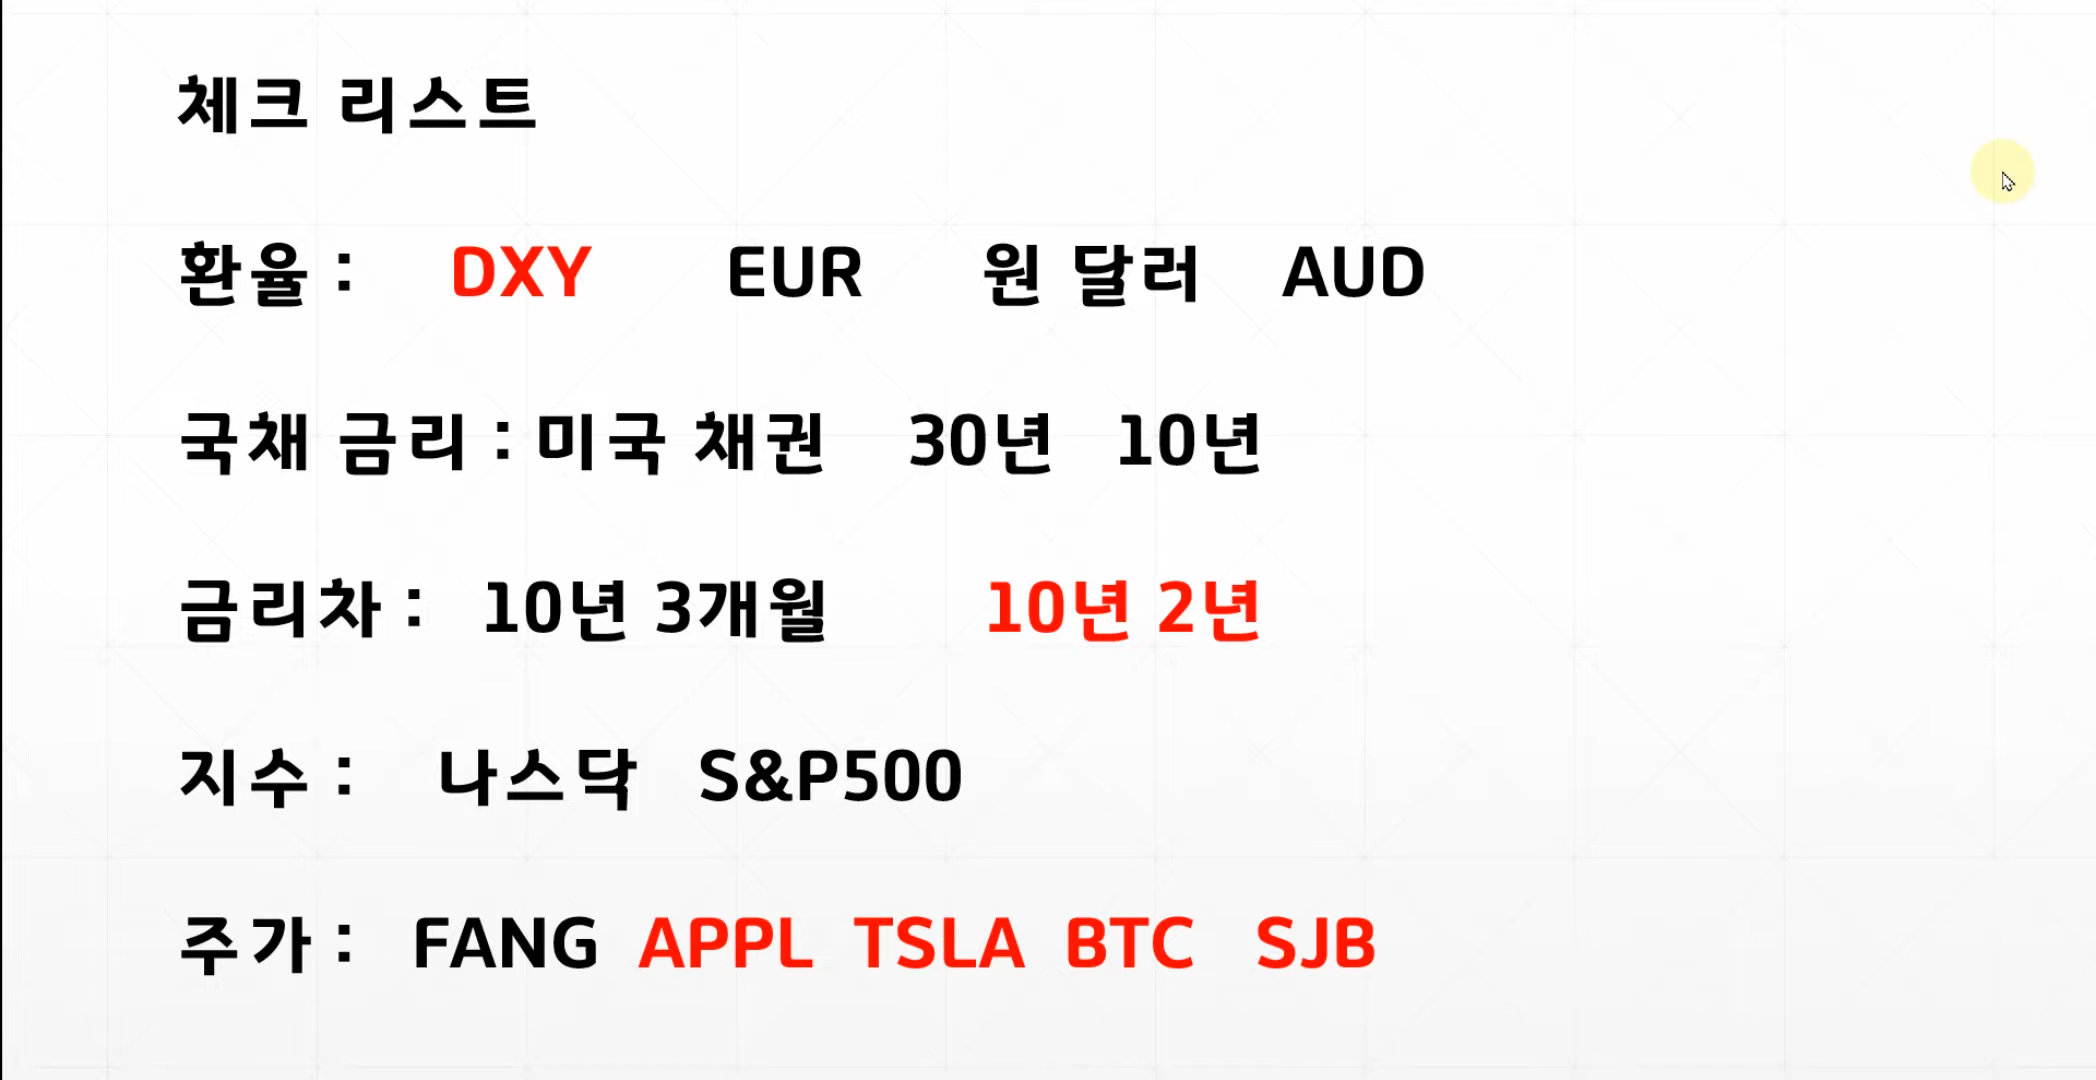 체크 리스트
환율 : DXY EUR 원 달러 AUD
국채 금리 : 미국 채권 30년 10년
금리차 : 10년 3개월 10년 2년
지수 : 나스닥 S&P500
주가 : FANG APPL TSLA BTC SJB